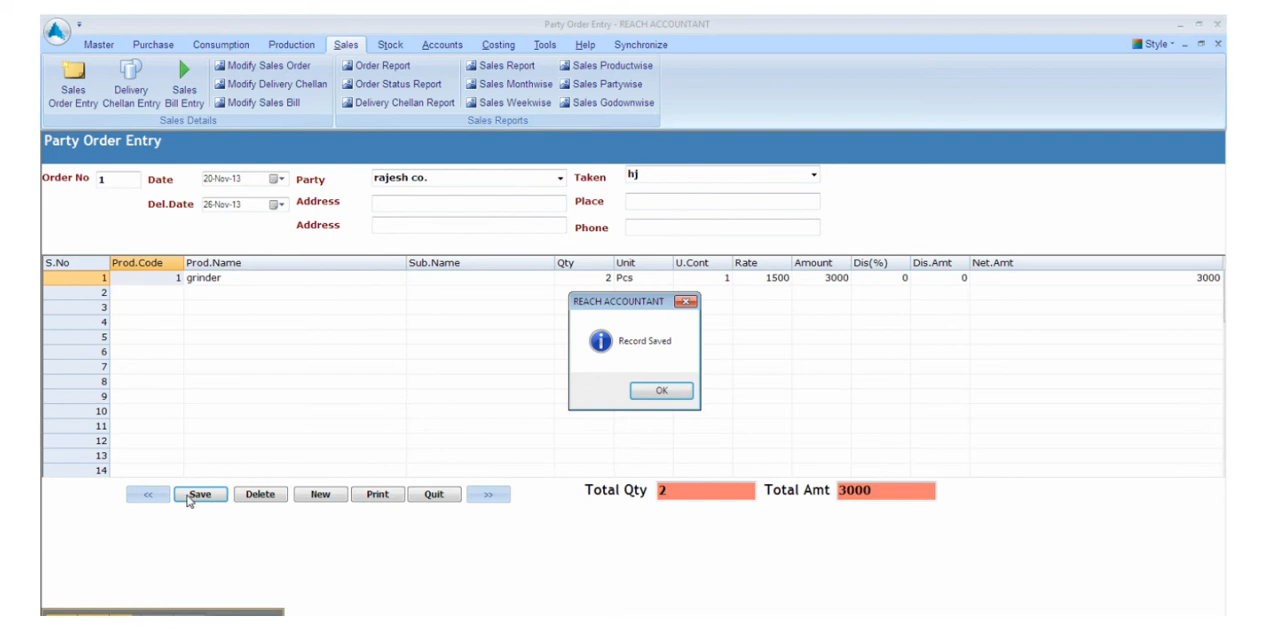 Party Order Entry - REACH ACCOUNTANT
Master Purchase Consumption Production Sales Stock Accounts Costing Tools Help Synchronize Style
Sales Order Entry
Delivery Chellan Entry
Sales Bill Entry
Modify Sales Order
Modify Delivery Chellan
Modify Sales Bill
Sales Details
Order Report
Order Status Report
Delivery Chellan Report
Sales Report
Sales Monthwise
Sales Weekwise
Sales Productwise
Sales Partywise
Sales Godownwise
Sales Reports
Party Order Entry
Order No 1 Date 20-Nov-13 Party rajesh co. Taken hj
Del.Date 26-Nov-13 Address Place
Address Phone
S.No Prod.Code Prod.Name Sub.Name Qty Unit U.Cont Rate Amount Dis(%) Dis.Amt Net.Amt
1 1 grinder 2 Pcs 1 1500 3000 0 0 3000
2
3
4
5
6
7
8
9
10
11
12
13
14
REACH ACCOUNTANT
Record Saved
OK
<< Save Delete New Print Quit >> Total Qty 2 Total Amt 3000